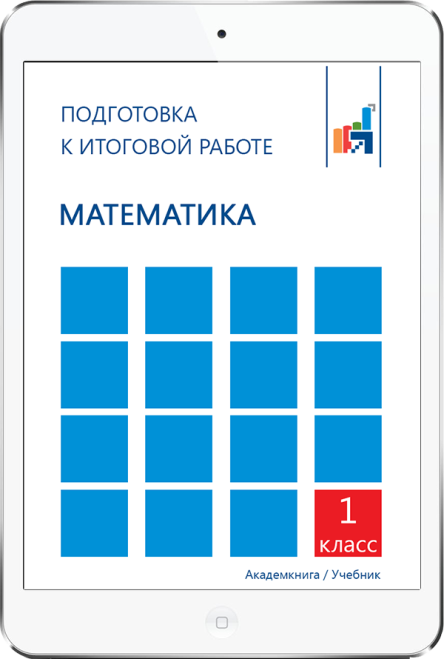 ПОДГОТОВКА
К ИТОГОВОЙ РАБОТЕ
МАТЕМАТИКА
1
класс
Академкнига / Учебник